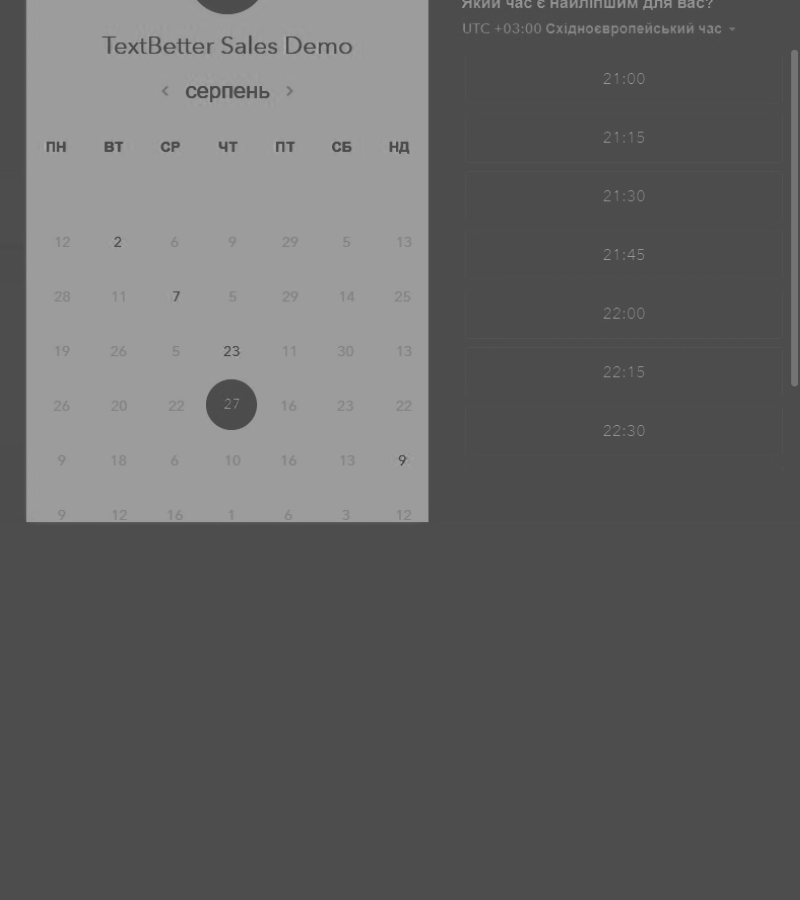 TextBetter Sales Demo
серпень
ПН ВТ СР ЧТ ПТ СБ НД
12 2 6 9 29 5 13
28 11 7 5 29 14 25
19 26 5 23 11 30 13
26 20 22 27 16 23 22
9 18 6 10 16 13 9
9 12 16 1 6 3 12
Який час є найліпшим для вас?
UTC +03:00 Східноєвропейський час
21:00
21:15
21:30
21:45
22:00
22:15
22:30